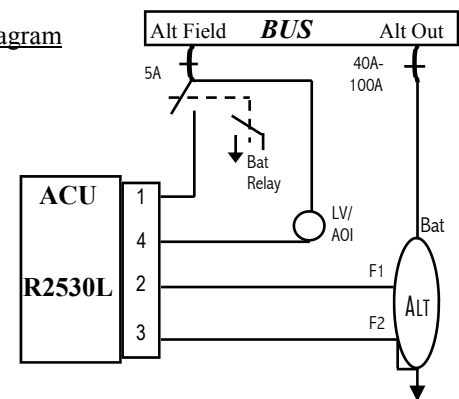 agram
Alt Field BUS Alt Out
5A
40A-
100A
Bat
Relay
ACU
R2530L
1
4
2
3
LV/
AOI
Bat
F1
F2
ALT